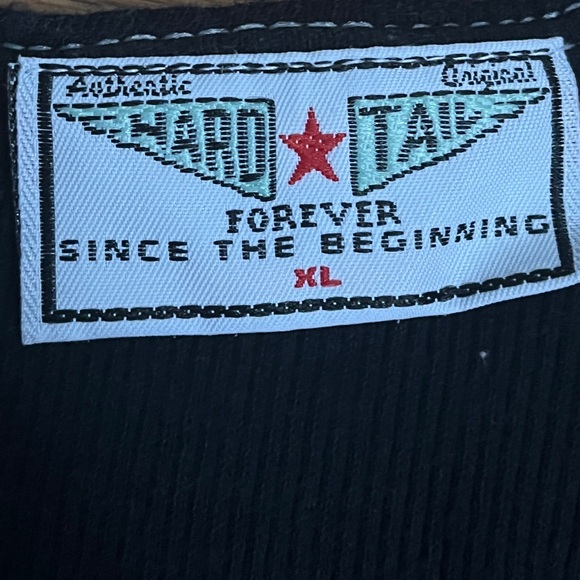 Authentic Original
HARD TAIL
FOREVER
SINCE THE BEGINNING
XL